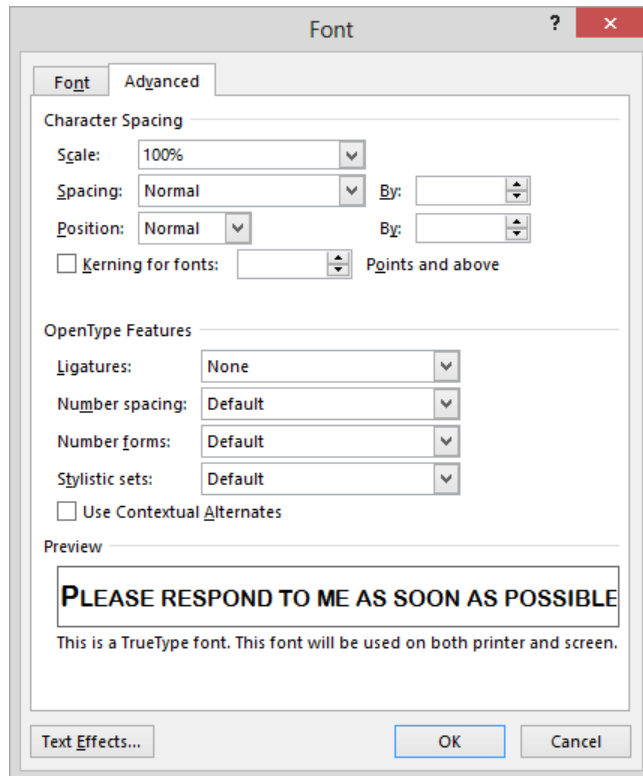 Font ? ×
Font Advanced
Character Spacing
Scale: 100%
Spacing: Normal By:
Position: Normal By:
Kerning for fonts: Points and above
OpenType Features
Ligatures: None
Number spacing: Default
Number forms: Default
Stylistic sets: Default
Use Contextual Alternates
Preview
PLEASE RESPOND TO ME AS SOON AS POSSIBLE
This is a TrueType font. This font will be used on both printer and screen.
Text Effects... OK Cancel